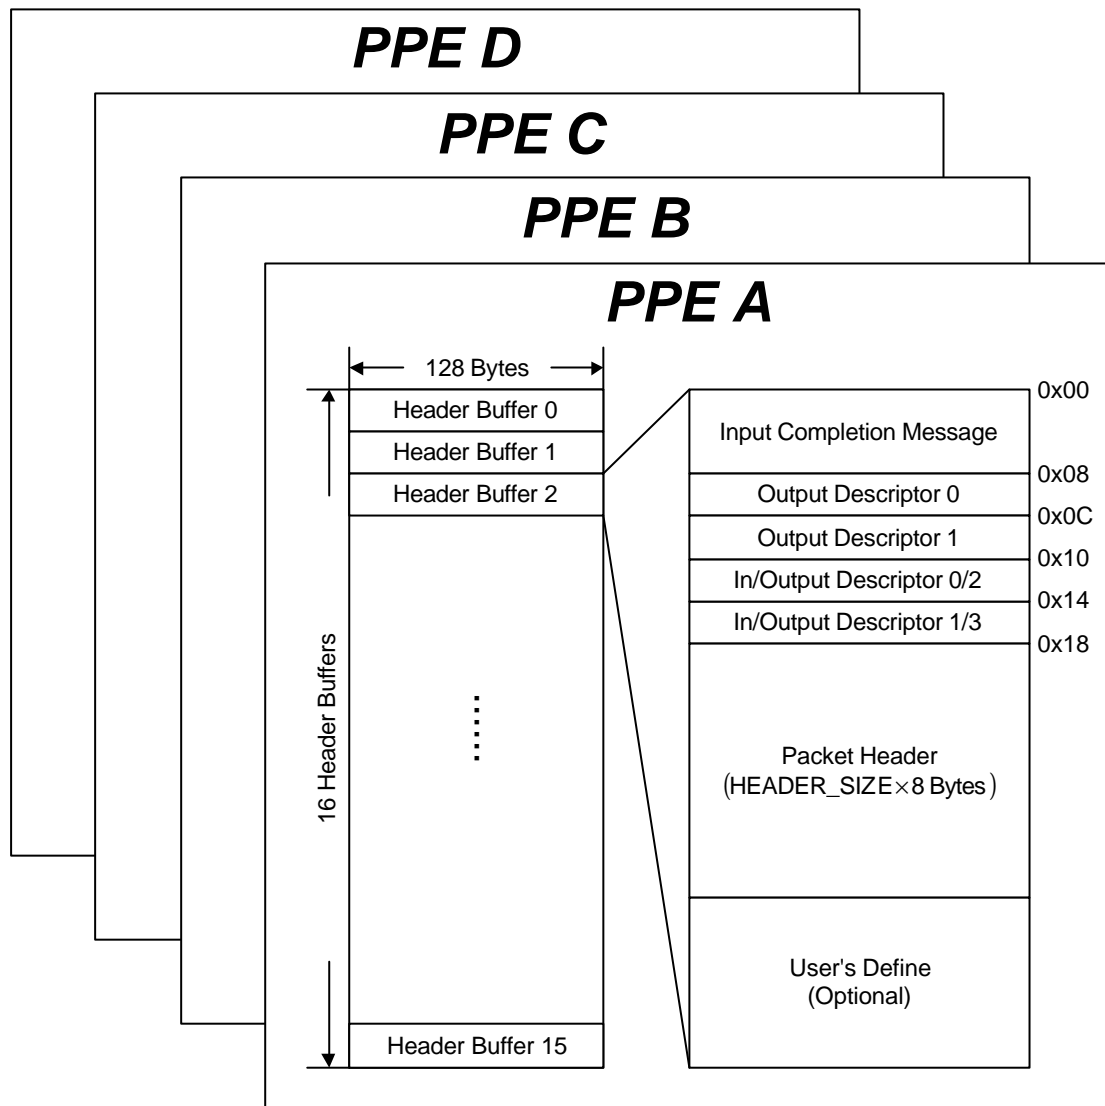 PPE D
PPE C
PPE B
PPE A
128 Bytes
16 Header Buffers
Header Buffer 0
Header Buffer 1
Header Buffer 2
......
Header Buffer 15
Input Completion Message
Output Descriptor 0
Output Descriptor 1
In/Output Descriptor 0/2
In/Output Descriptor 1/3
Packet Header
(HEADER_SIZE×8 Bytes)
User's Define
(Optional)
0x00
0x08
0x0C
0x10
0x14
0x18